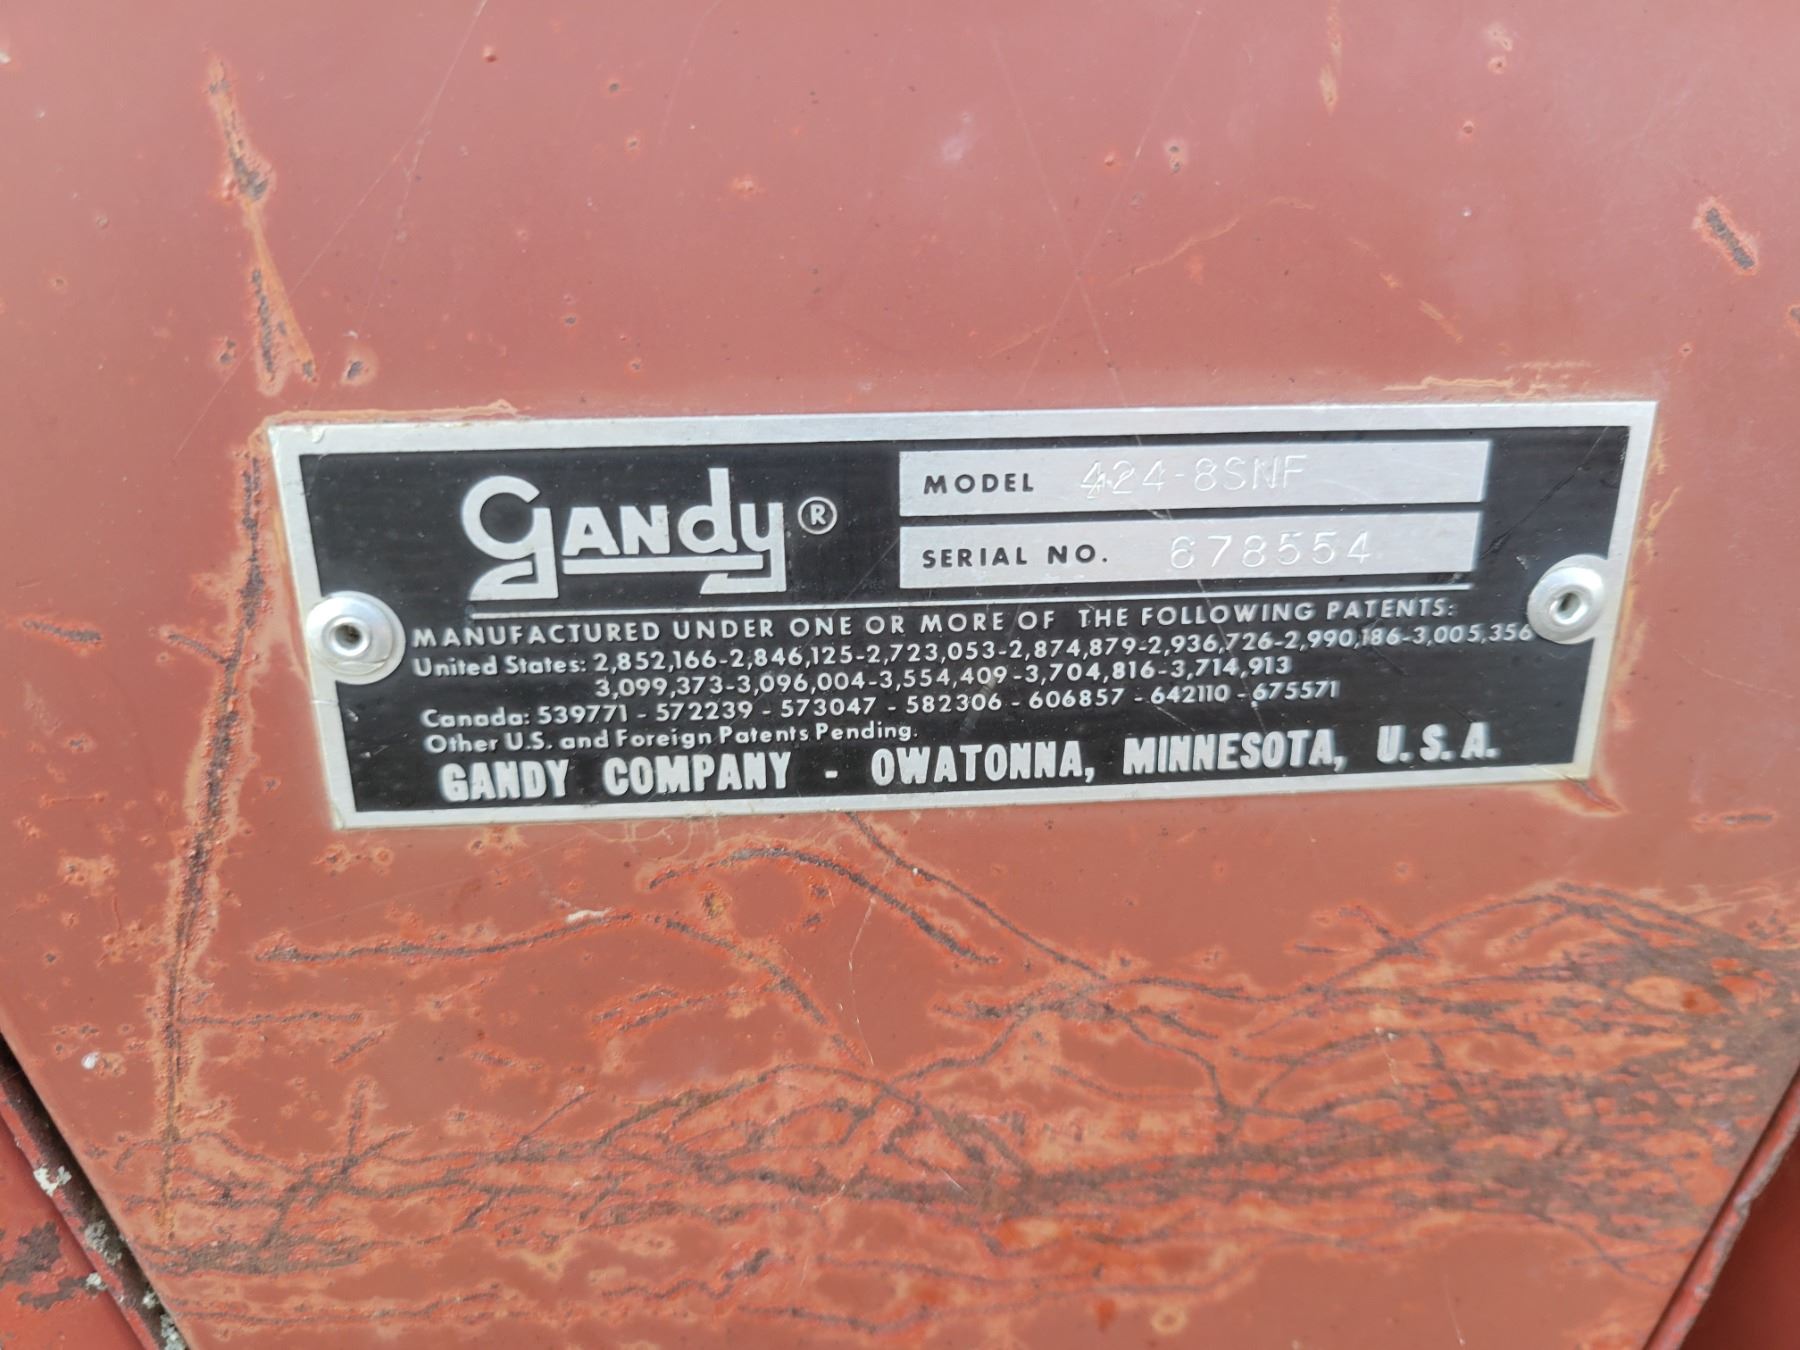 gandy®
MODEL 424-8SNF
SERIAL NO. 678554
MANUFACTURED UNDER ONE OR MORE OF THE FOLLOWING PATENTS:
United States: 2,852,166-2,846,125-2,723,053-2,874,879-2,936,726-2,990,186-3,005,356
3,099,373-3,096,004-3,554,409-3,704,816-3,714,913
Canada: 539771 - 572239 - 573047 - 582306 - 606857 - 642110 - 675571
Other U.S. and Foreign Patents Pending.
GANDY COMPANY - OWATONNA, MINNESOTA, U.S.A.